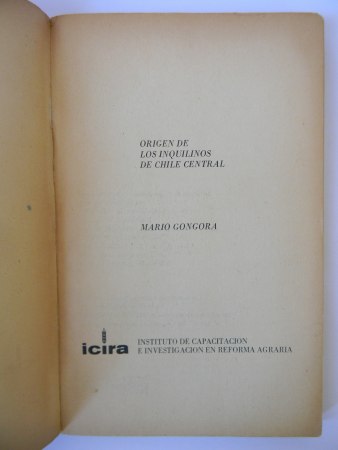 ORIGEN DE
LOS INQUILINOS
DE CHILE CENTRAL
MARIO GONGORA
icira
INSTITUTO DE CAPACITACION
E INVESTIGACION EN REFORMA AGRARIA